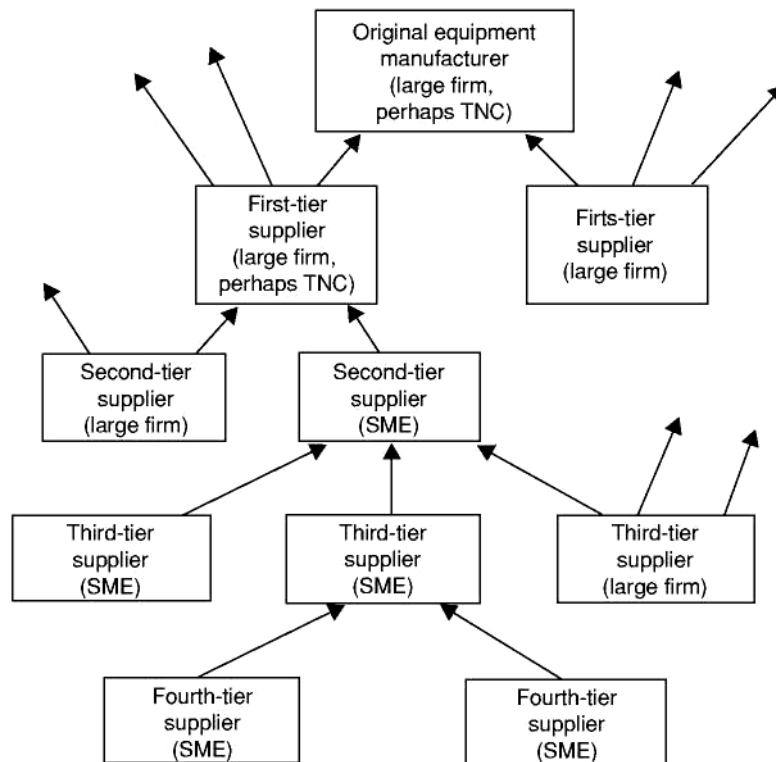 Original equipment
manufacturer
(large firm,
perhaps TNC)
First-tier
supplier
(large firm,
perhaps TNC)
Firts-tier
supplier
(large firm)
Second-tier
supplier
(large firm)
Second-tier
supplier
(SME)
Third-tier
supplier
(SME)
Third-tier
supplier
(SME)
Third-tier
supplier
(large firm)
Fourth-tier
supplier
(SME)
Fourth-tier
supplier
(SME)